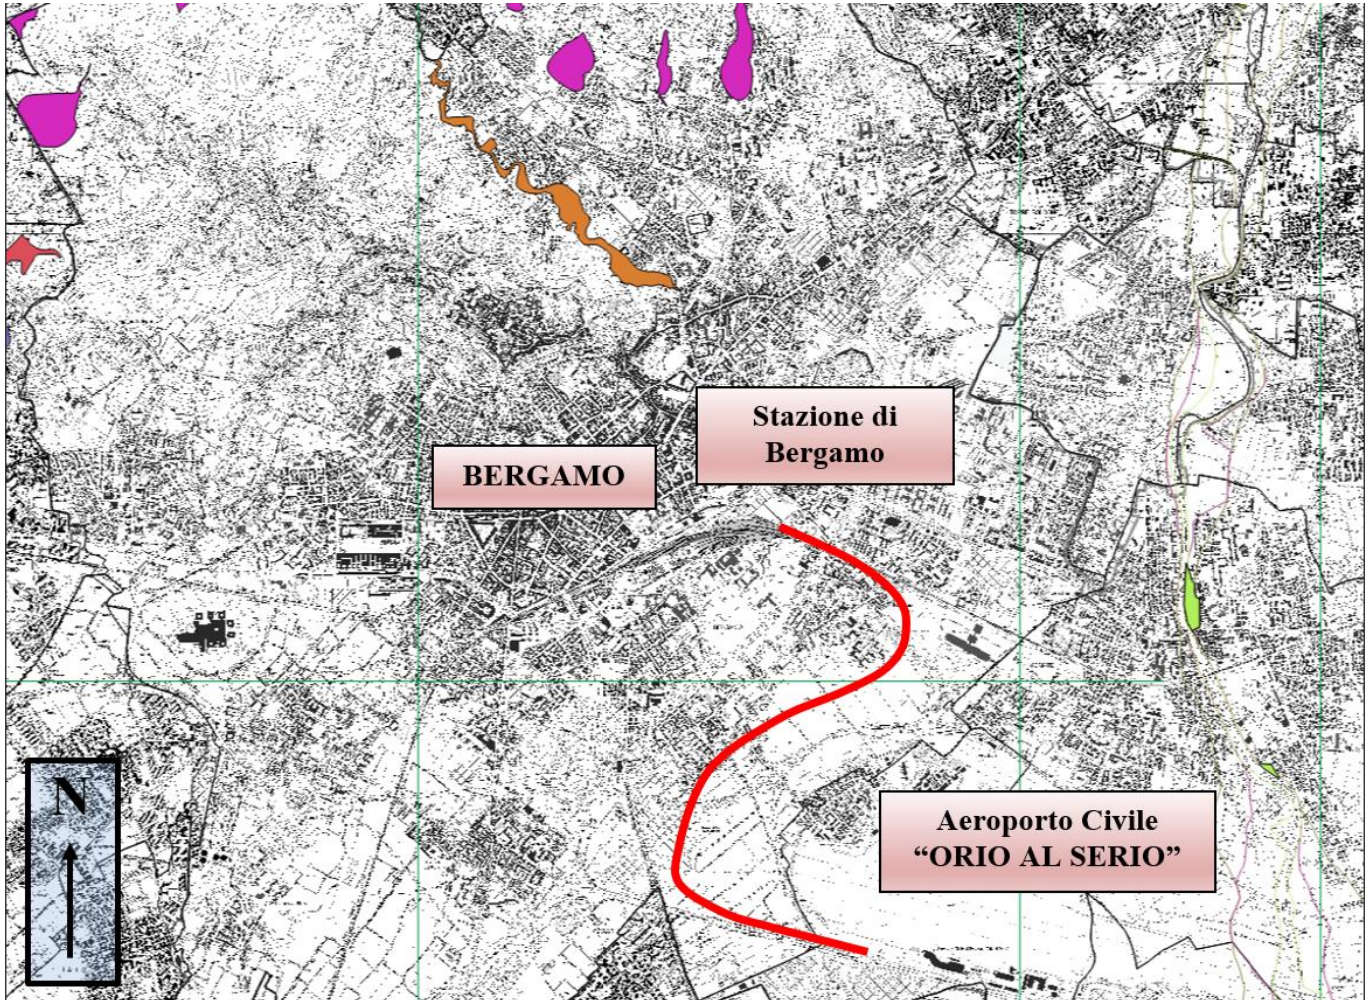 Stazione di
Bergamo
BERGAMO
N
Aeroporto Civile
“ORIO AL SERIO”